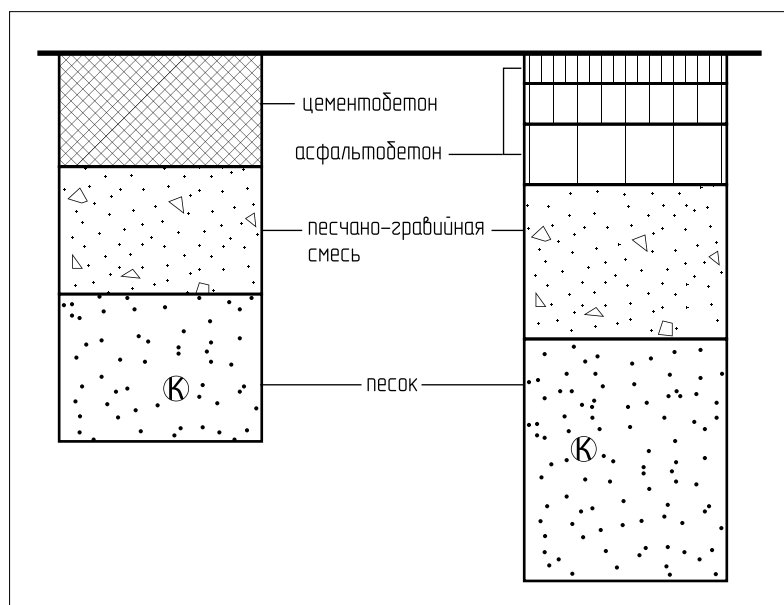 цементобетон
асфальтобетон
песчано-гравийная
смесь
песок
К
К